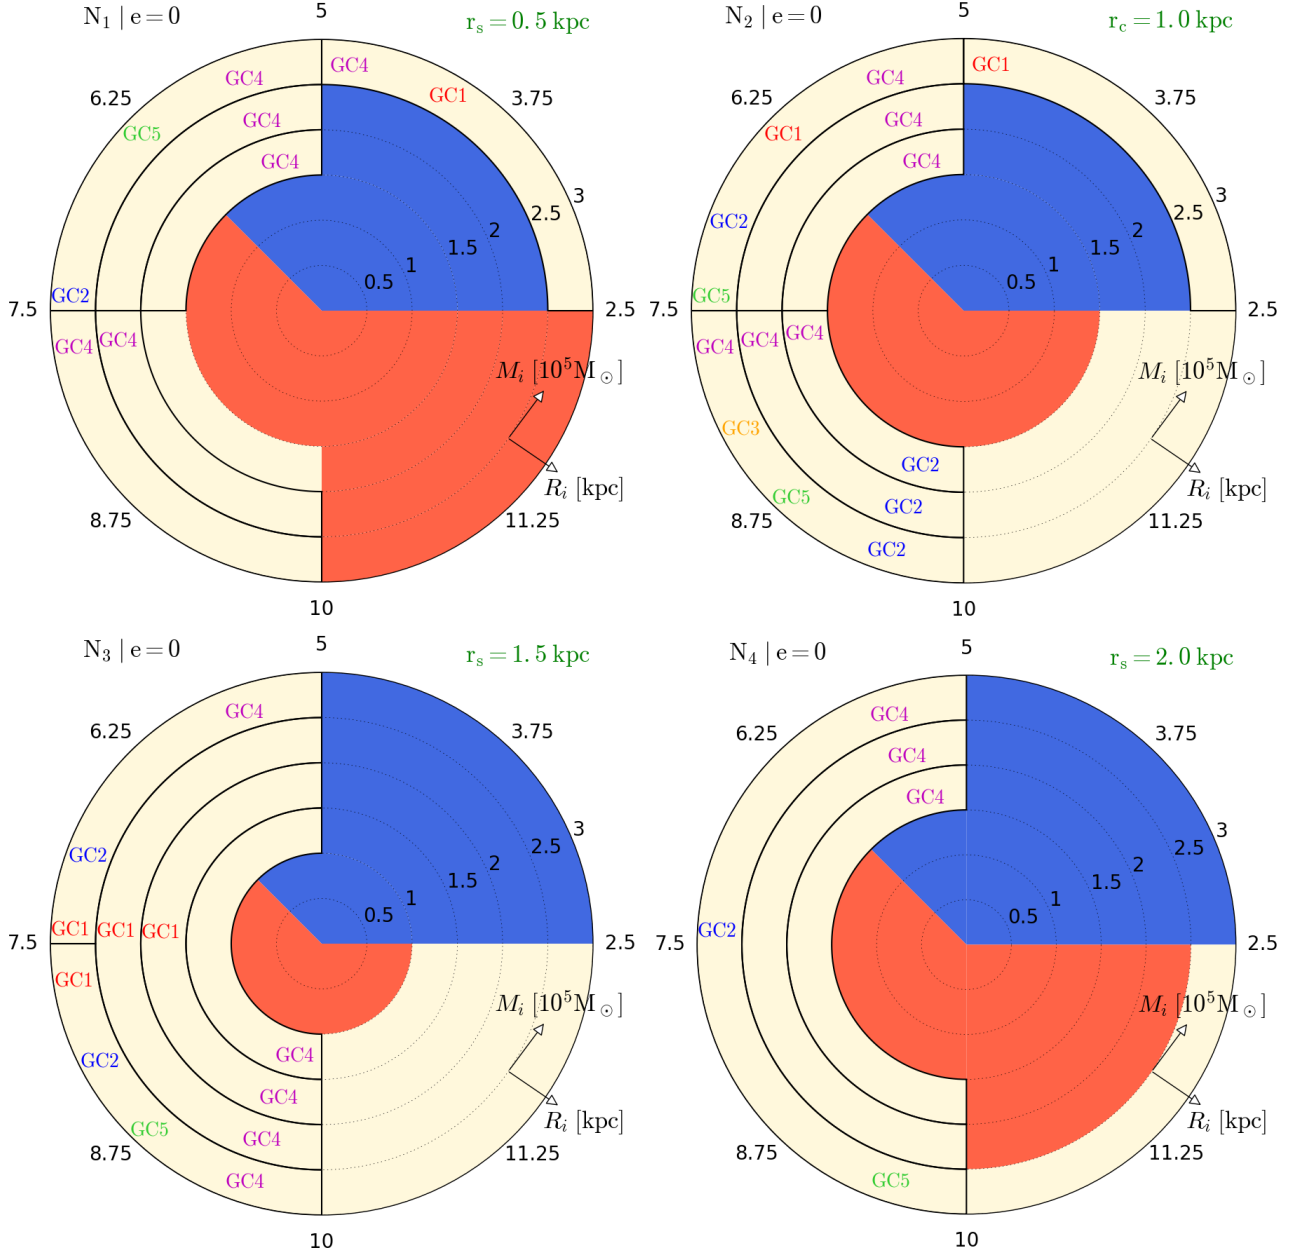 N₁ | e = 0
5
r_s = 0.5 kpc
GC4
GC4
6.25
GC1
3.75
GC4
GC5
GC4
3
2.5
2
1.5
1
0.5
GC2
7.5
2.5
GC4
GC4
M_i [10⁵M_⊙]
R_i [kpc]
8.75
11.25
10
N₂ | e = 0
5
r_c = 1.0 kpc
GC4
GC1
6.25
3.75
GC1
GC4
GC4
3
2.5
2
1.5
1
0.5
GC2
GC5
7.5
2.5
GC4
GC4
GC4
M_i [10⁵M_⊙]
GC3
GC2
R_i [kpc]
GC5
GC2
8.75
11.25
GC2
10
N₃ | e = 0
5
r_s = 1.5 kpc
GC4
6.25
3.75
3
2.5
2
1.5
1
0.5
GC2
GC1
GC1
GC1
7.5
2.5
GC1
M_i [10⁵M_⊙]
GC2
GC4
GC4
R_i [kpc]
GC5
GC4
8.75
11.25
GC4
10
N₄ | e = 0
5
r_s = 2.0 kpc
GC4
6.25
3.75
GC4
GC4
3
2.5
2
1.5
1
0.5
GC2
7.5
2.5
M_i [10⁵M_⊙]
R_i [kpc]
8.75
11.25
GC5
10